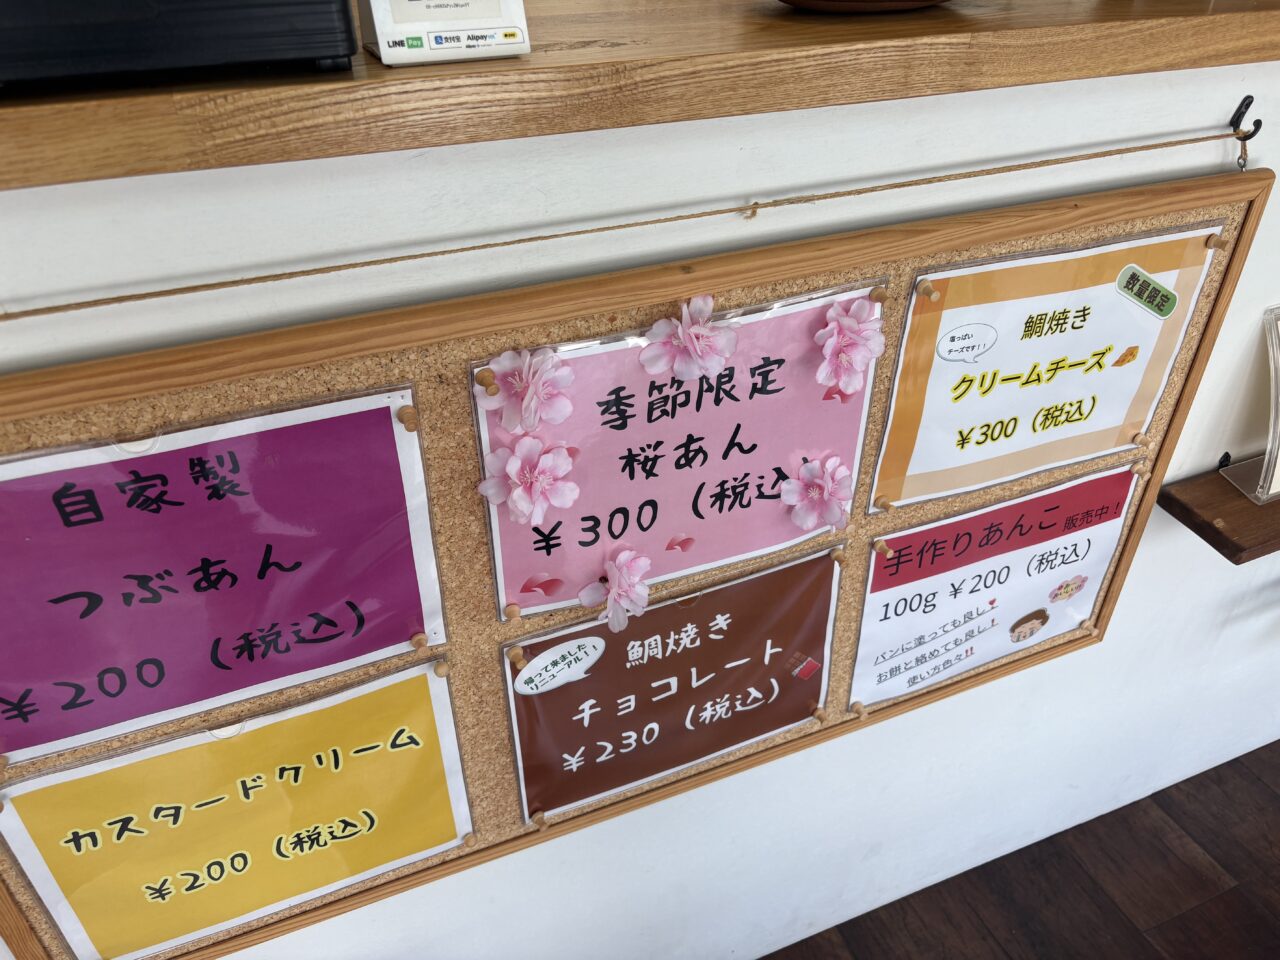 LINE Pay 支付宝 Alipay
自家製
つぶあん
¥200（税込）
カスタードクリーム
¥200（税込）
季節限定
桜あん
¥300（税込
帰って来ました
リニューアル！！
鯛焼き
チョコレート
¥230（税込）
数量限定
塩っぱい
チーズです！！
鯛焼き
クリームチーズ
¥300（税込）
手作りあんこ 販売中！
100g ¥200（税込）
パンに塗っても良し
お餅と絡めても良し！
使い方色々!!